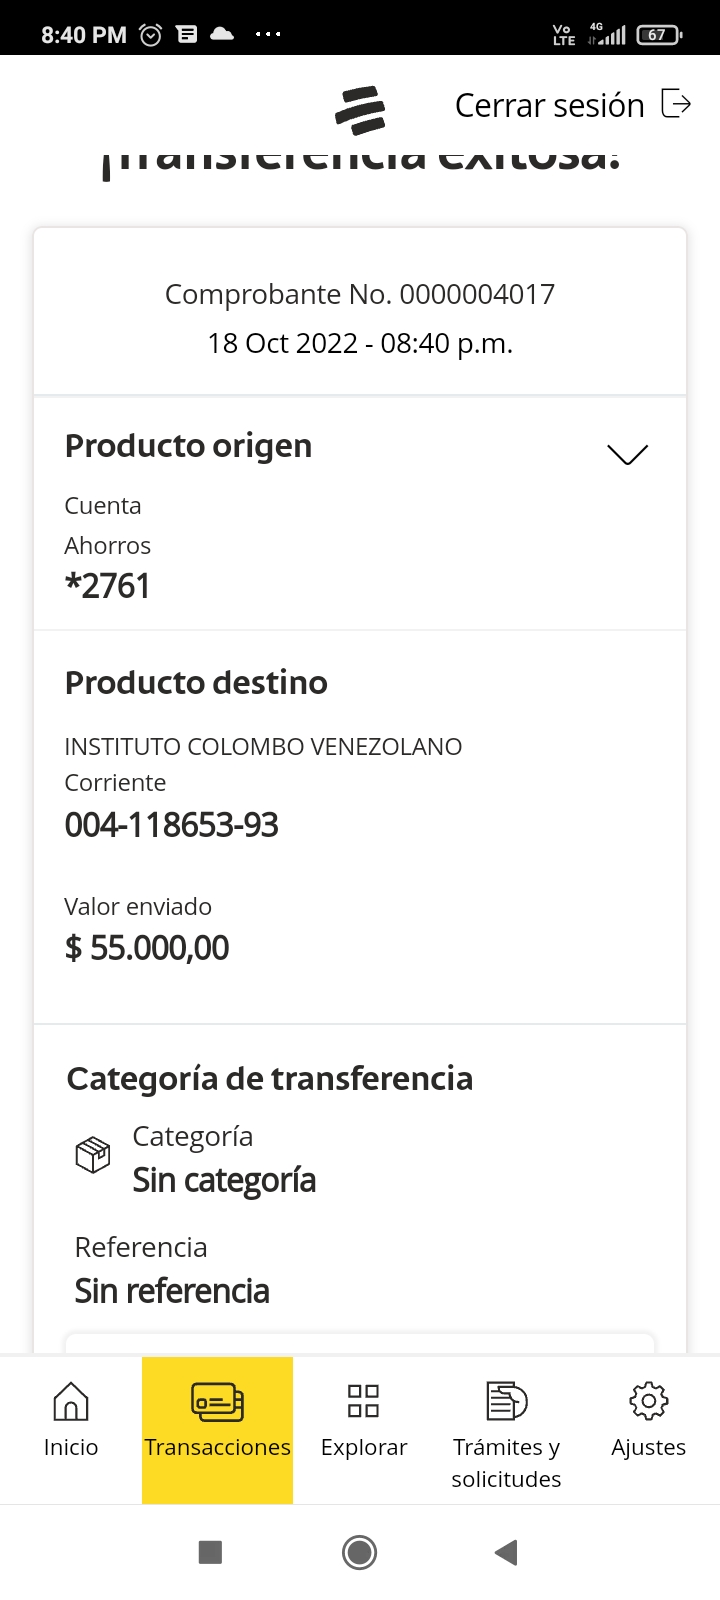 8:40 PM
Vo
LTE
4G
67
Cerrar sesión
¡Transferencia exitosa!
Comprobante No. 0000004017
18 Oct 2022 - 08:40 p.m.
Producto origen
Cuenta
Ahorros
*2761
Producto destino
INSTITUTO COLOMBO VENEZOLANO
Corriente
004-118653-93
Valor enviado
$ 55.000,00
Categoría de transferencia
Categoría
Sin categoría
Referencia
Sin referencia
Inicio
Transacciones
Explorar
Trámites y
solicitudes
Ajustes